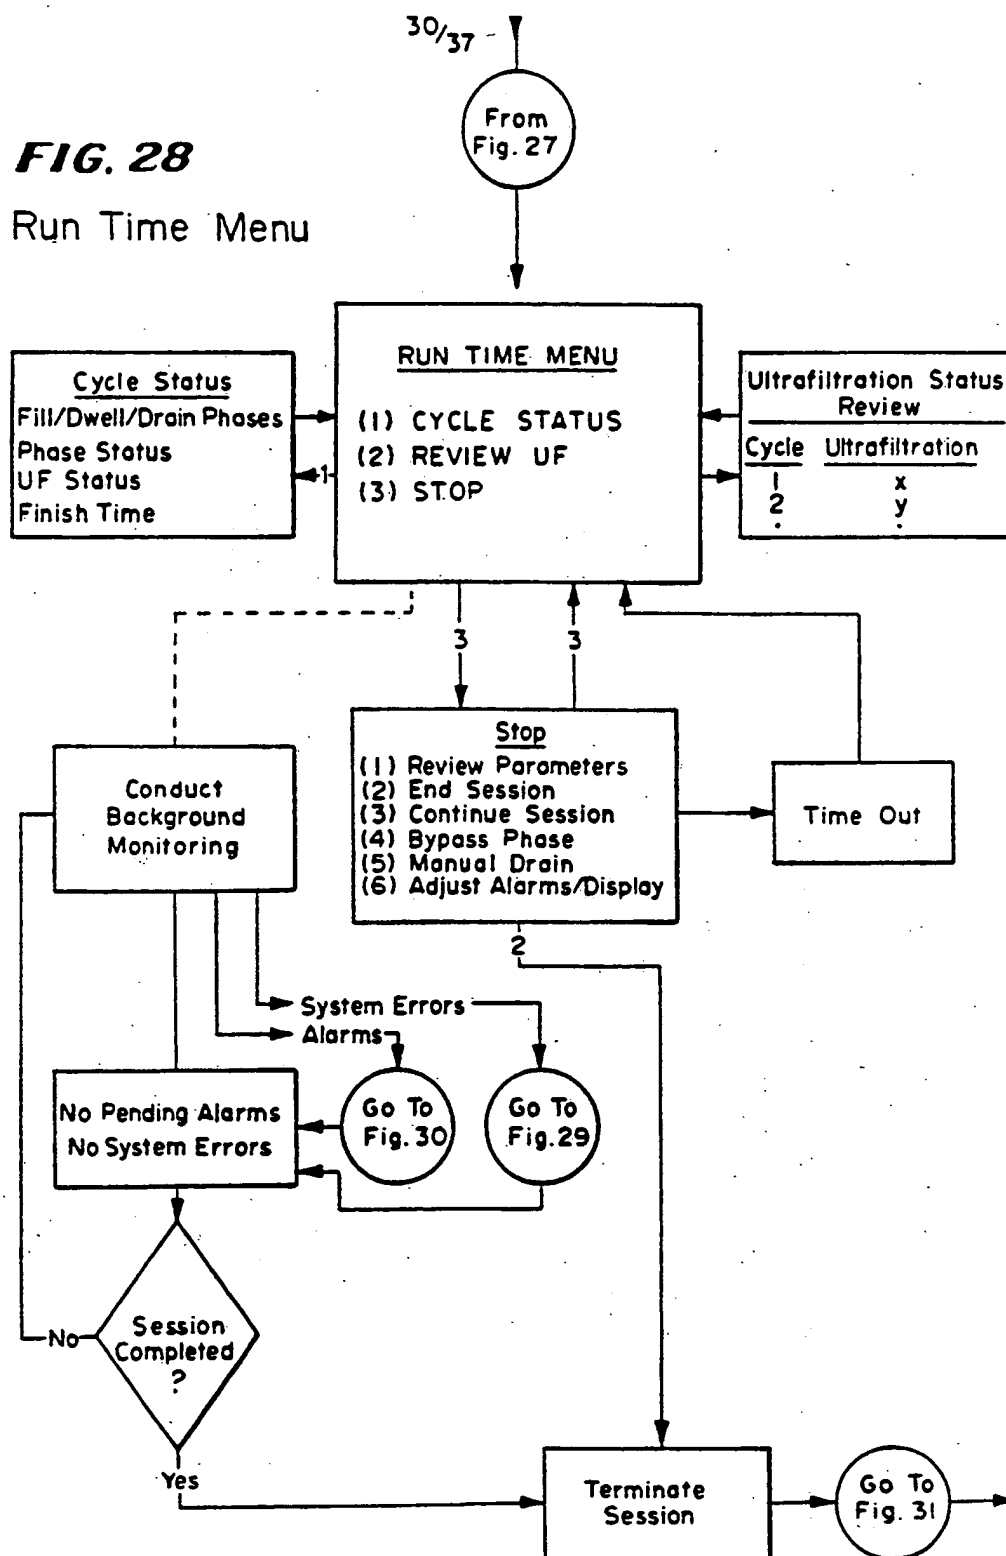 30/37
From
Fig. 27
FIG. 28
Run Time Menu
RUN TIME MENU
(1) CYCLE STATUS
(2) REVIEW UF
(3) STOP
Cycle Status
Fill/Dwell/Drain Phases
Phase Status
UF Status
Finish Time
1
Ultrafiltration Status
Review
Cycle Ultrafiltration
1 x
2 y
. .
3
3
Stop
(1) Review Parameters
(2) End Session
(3) Continue Session
(4) Bypass Phase
(5) Manual Drain
(6) Adjust Alarms/Display
Time Out
Conduct
Background
Monitoring
2
System Errors
Alarms
No Pending Alarms
No System Errors
Go To
Fig. 30
Go To
Fig. 29
Session
Completed
?
No
Yes
Terminate
Session
Go To
Fig. 31